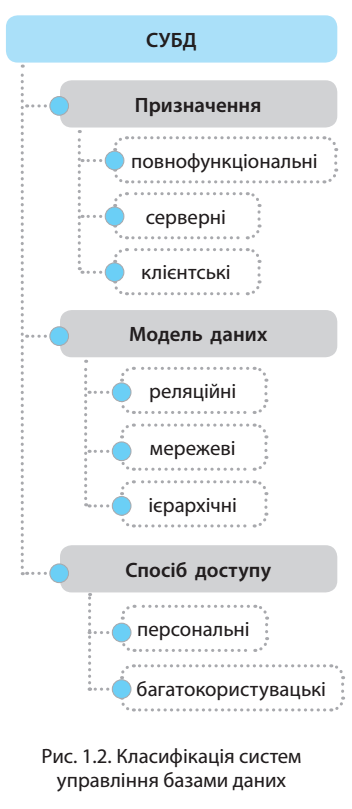 СУБД
Призначення
повнофункціональні
серверні
клієнтські
Модель даних
реляційні
мережеві
ієрархічні
Спосіб доступу
персональні
багатокористувацькі
Рис. 1.2. Класифікація систем
управління базами даних